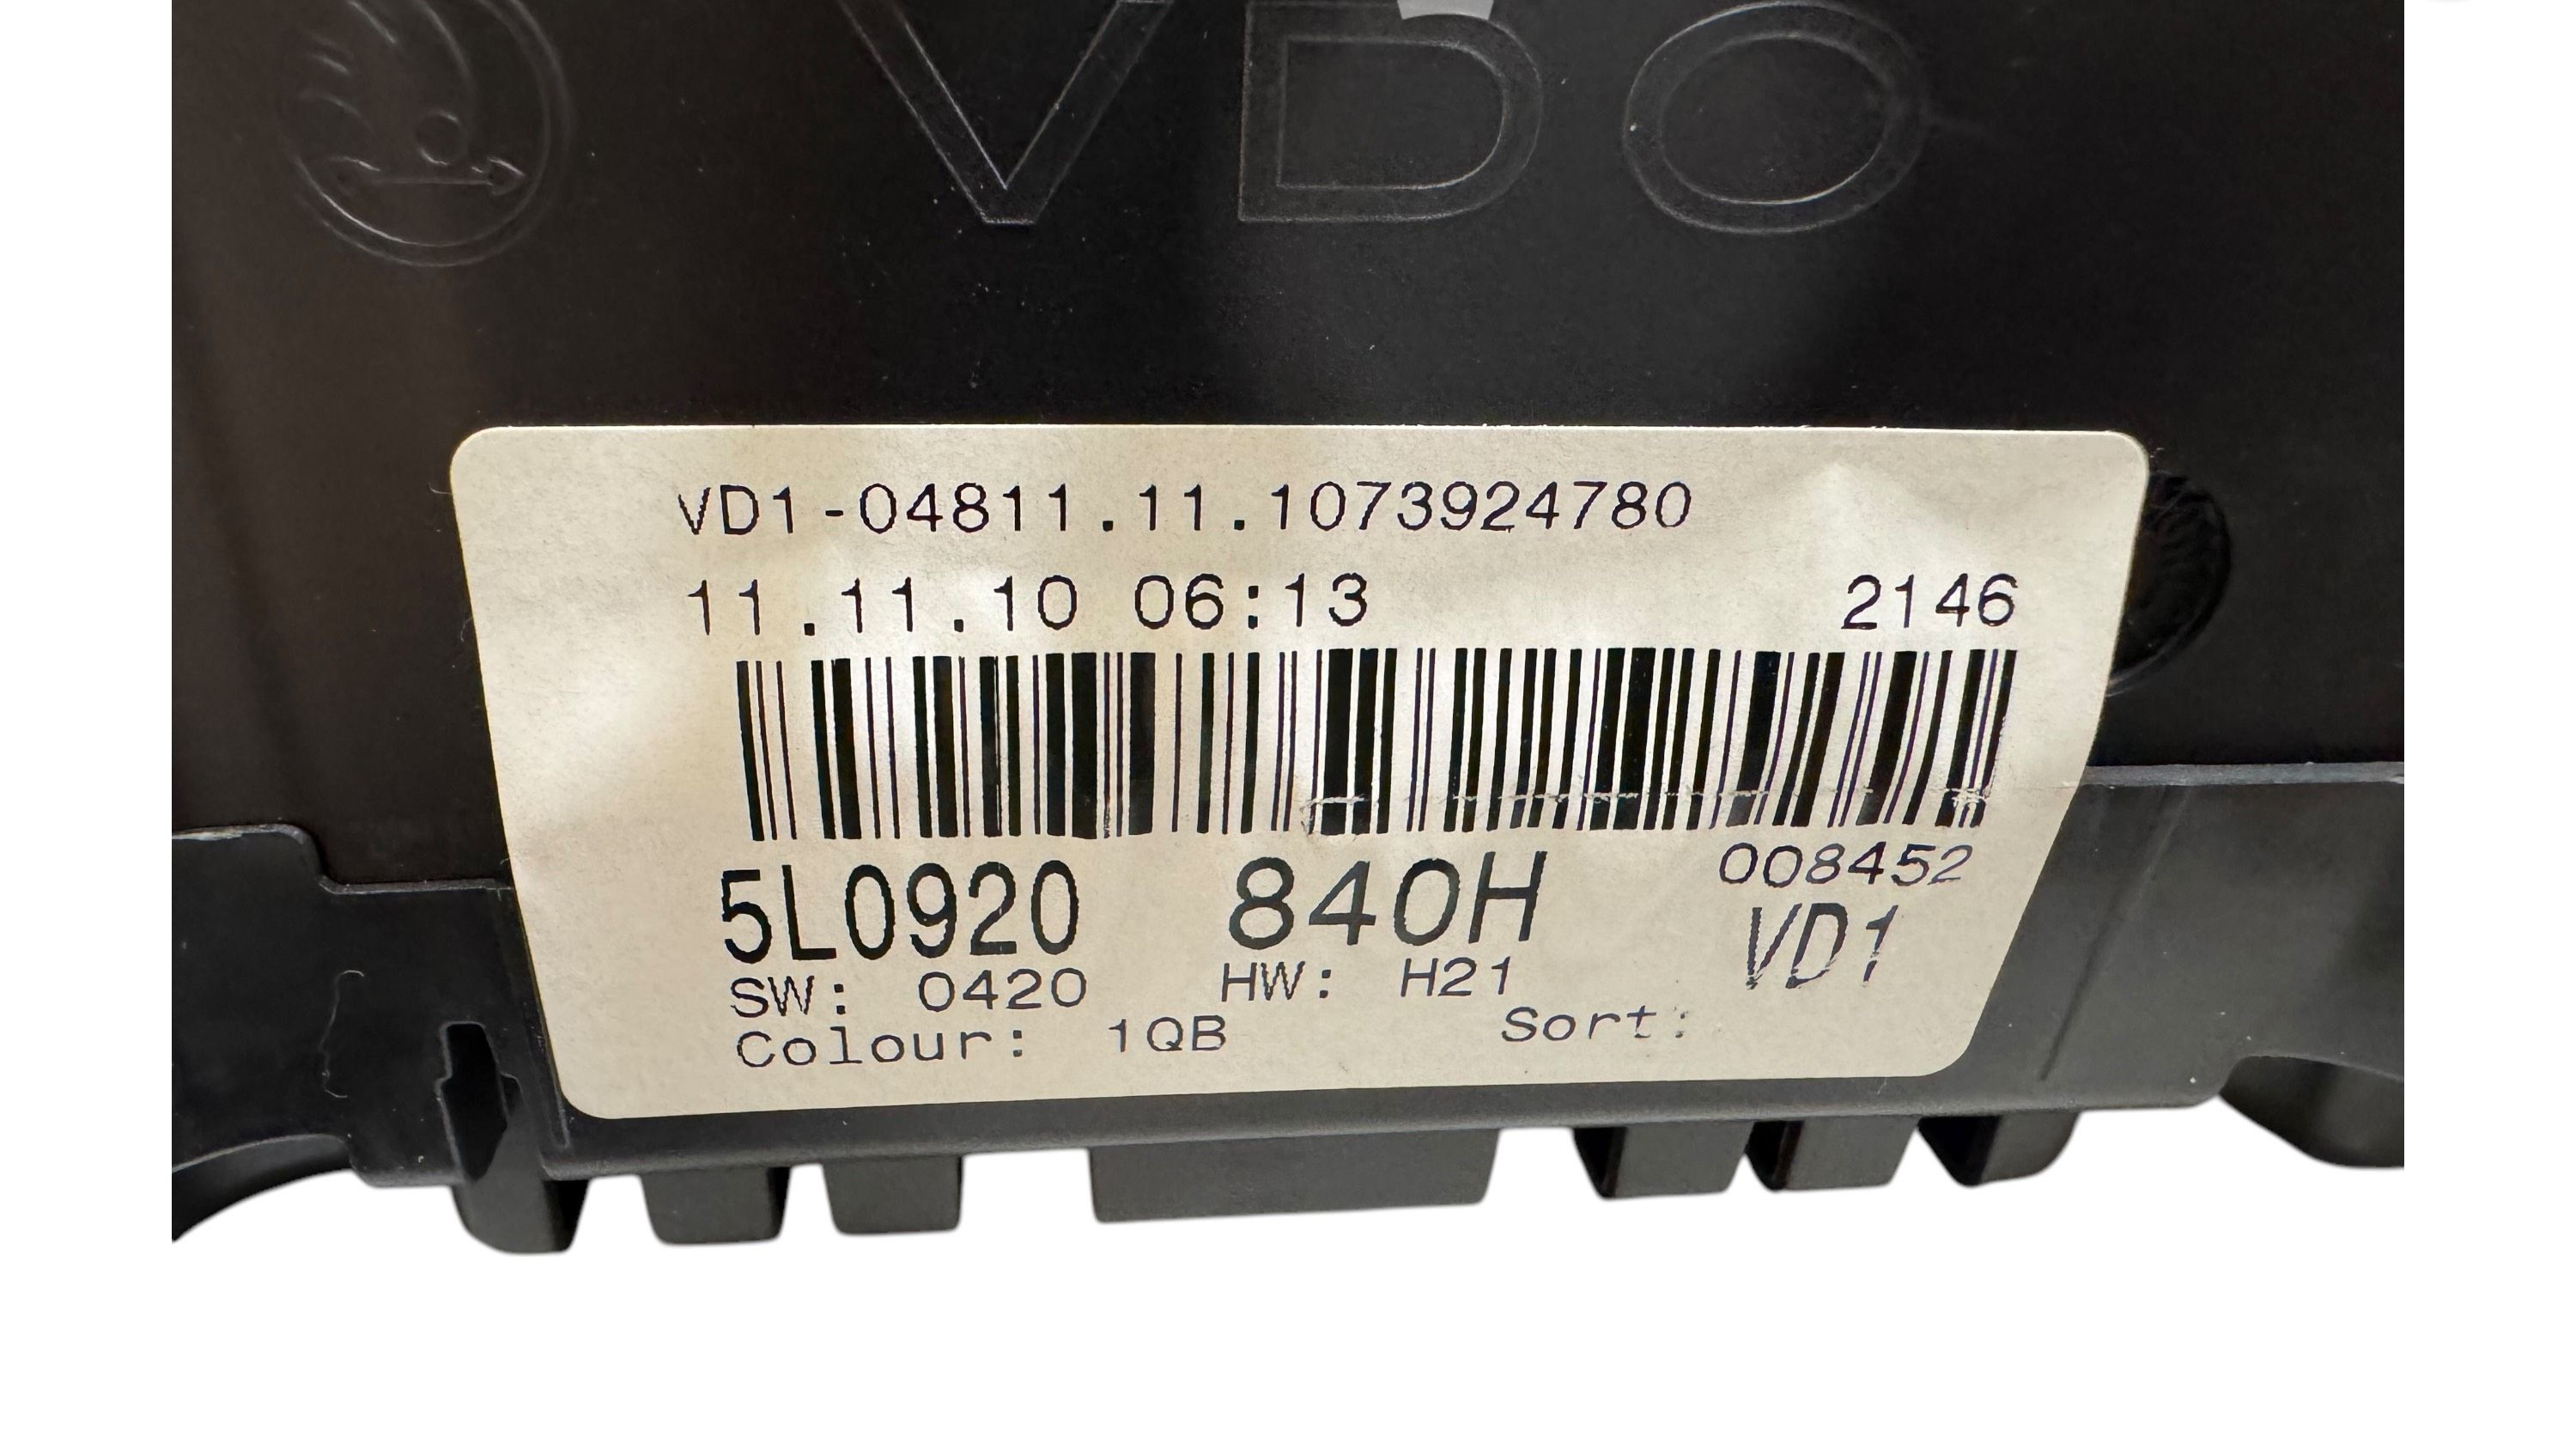 VDO
VD1-04811.11.1073924780
11.11.10 06:13 2146
008452
5L0920 840H VD1
SW: 0420 HW: H21
Colour: 1QB Sort: